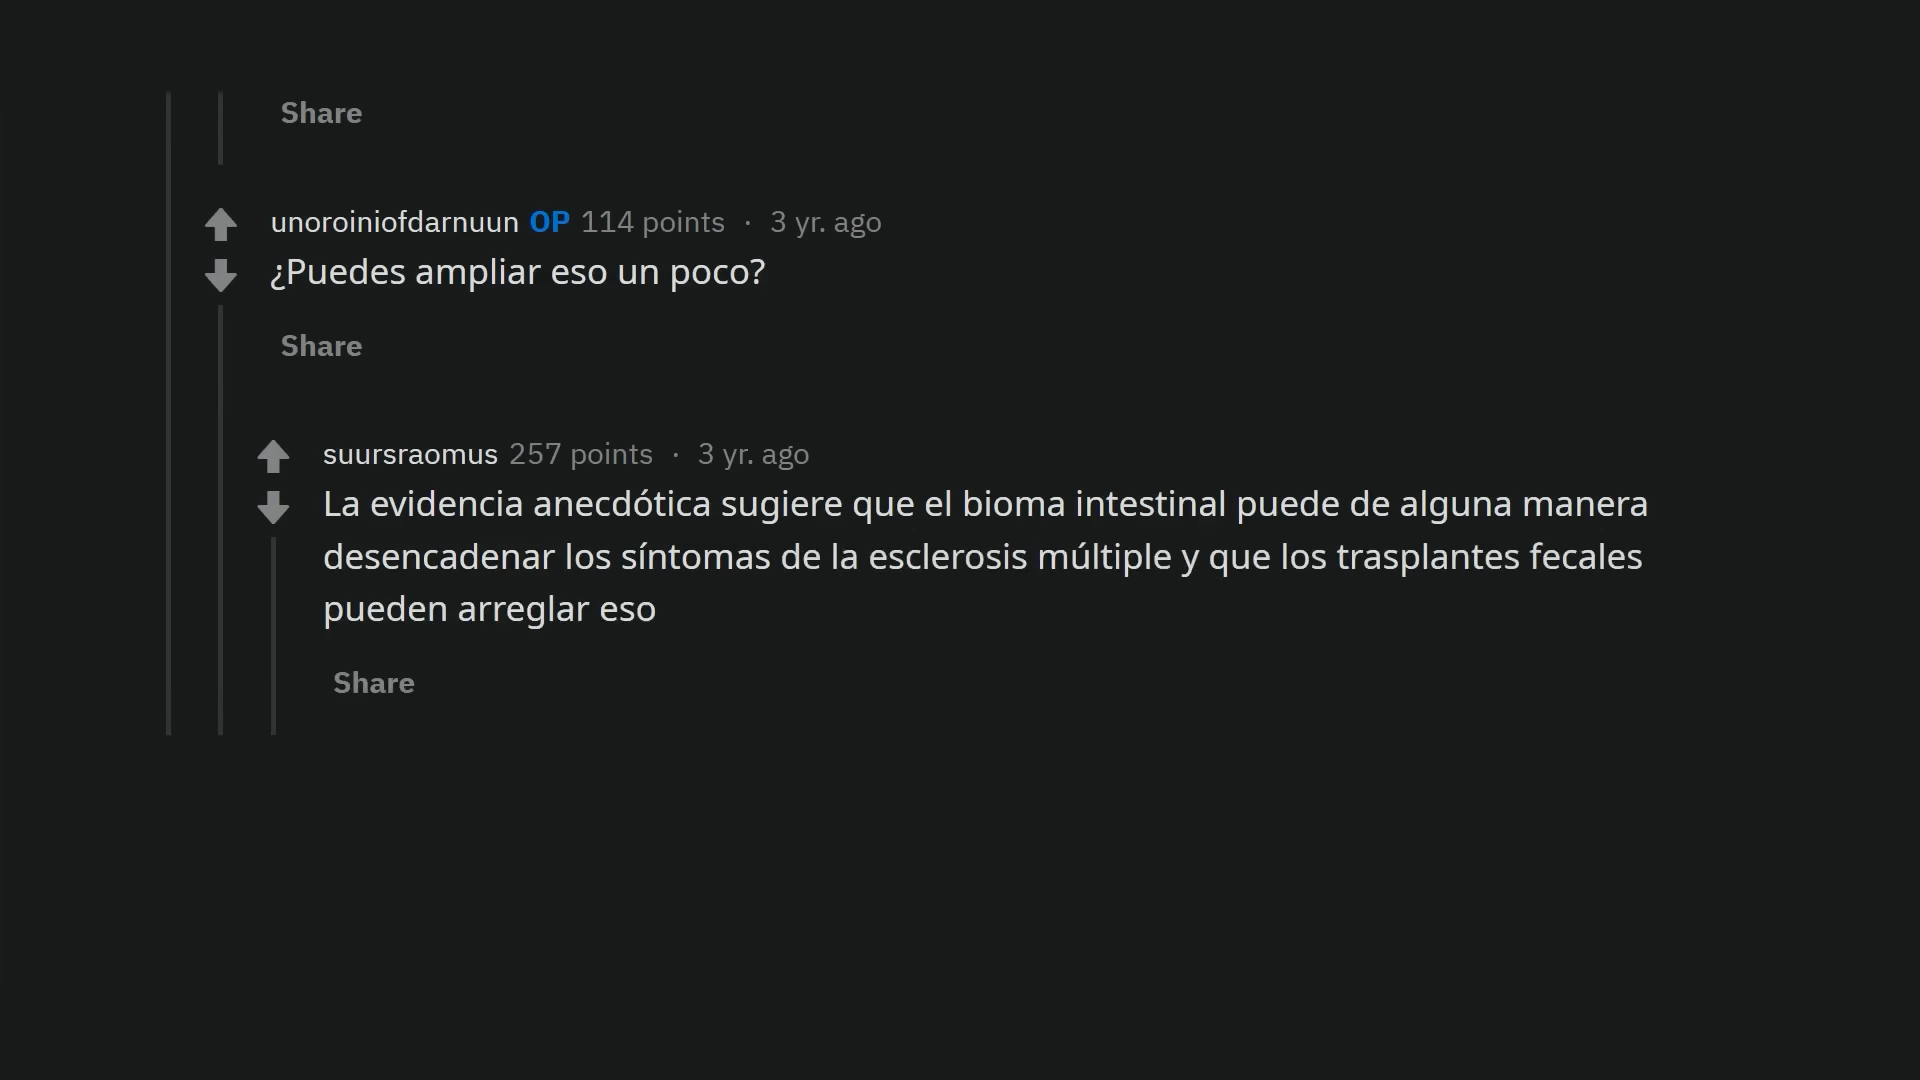 Share
unoroiniofdarnuun OP 114 points · 3 yr. ago
¿Puedes ampliar eso un poco?
Share
suursraomus 257 points · 3 yr. ago
La evidencia anecdótica sugiere que el bioma intestinal puede de alguna manera
desencadenar los síntomas de la esclerosis múltiple y que los trasplantes fecales
pueden arreglar eso
Share